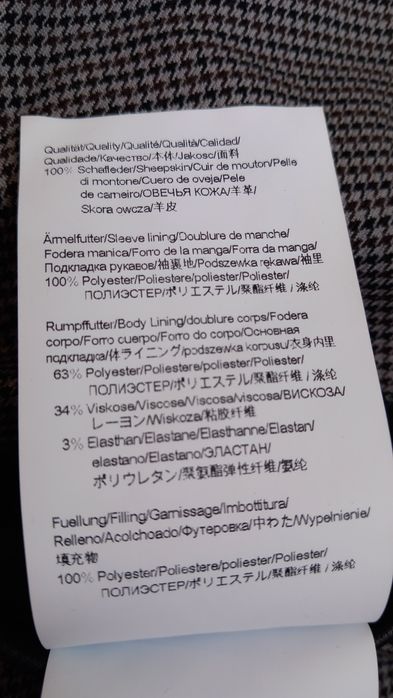 Qualität/Quality/Qualité/Qualità/Calidad/
Qualidade/Качество/本体/Jakosc/面料
100% Schafleder/Sheepskin/Cuir de mouton/Pelle
di montone/Cuero de oveja/Pele
de carneiro/ОВЕЧЬЯ КОЖА/羊革/
Skora owcza/羊皮
Ärmelfutter/Sleeve lining/Doublure de manche/
Fodera manica/Forro de la manga/Forra da manga/
Подкладка рукавов/袖裏地/Podszewka rękawa/袖里
100% Polyester/Polyestere/poliester/Poliester/
ПОЛИЭСТЕР/ポリエステル/聚酯纤维 / 涤纶
Rumpffutter/Body Lining/doublure corps/Fodera
corpo/Forro cuerpo/Forro do corpo/Основная
подкладка/体ライニング/podszewka korpusu/衣身内里
63% Polyester/Polyestere/poliester/Poliester/
ПОЛИЭСТЕР/ポリエステル/聚酯纤维 / 涤纶
34% Viskose/Viscose/Viscosa/viscosa/ВИСКОЗА/
レーヨン/Wiskoza/粘胶纤维
3% Elasthan/Elastane/Elasthanne/Elastan/
elastano/Elastano/ЭЛАСТАН/
ポリウレタン/聚氨酯弹性纤维/氨纶
Fuellung/Filling/Garnissage/Imbottitura/
Relleno/Acolchoado/Футеровка/中わた/Wypelnienie/
填充物
100% Polyester/Polyestere/poliester/Poliester/
ПОЛИЭСТЕР/ポリエステル/聚酯纤维 / 涤纶